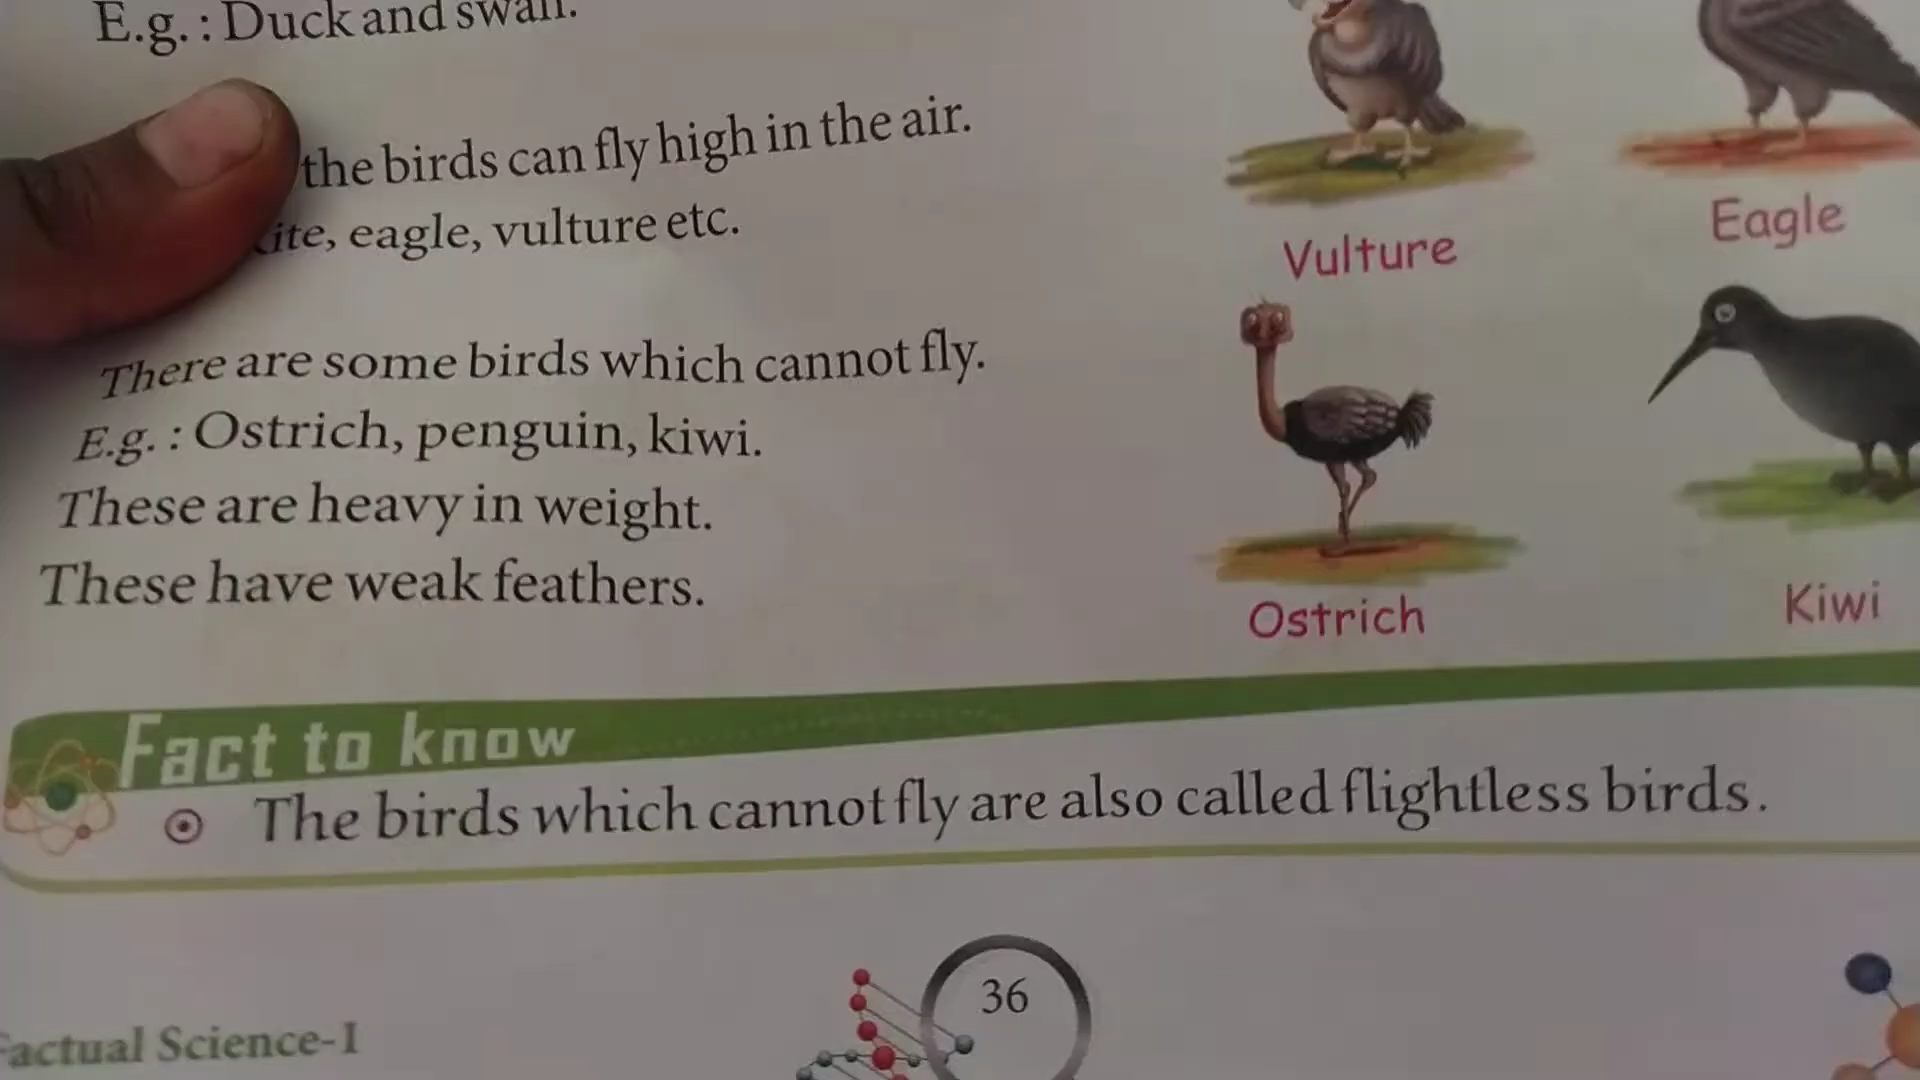 E.g. : Duck and swan.
the birds can fly high in the air.
eagle, vulture etc.
Vulture
Eagle
There are some birds which cannot fly.
E.g. : Ostrich, penguin, kiwi.
These are heavy in weight.
These have weak feathers.
Ostrich
Kiwi
Fact to know
The birds which cannot fly are also called flightless birds.
36
Factual Science-1